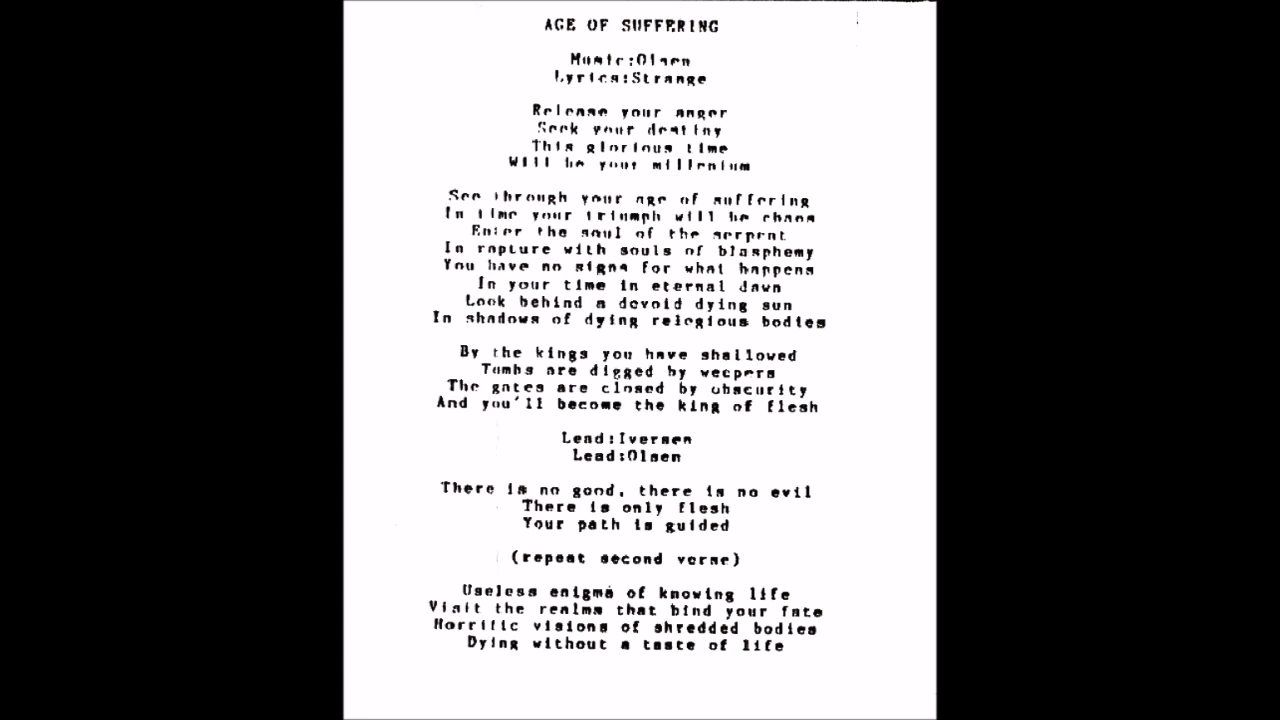 AGE OF SUFFERING
Music:Olsen
Lyrics:Strange
Release your anger
Seek your destiny
This glorious time
Will be your millenium
See through your age of suffering
In time your triumph will be chaos
Enter the soul of the serpent
In rapture with souls of blasphemy
You have no signs for what happens
In your time in eternal dawn
Look behind a devoid dying sun
In shadows of dying relegious bodies
By the kings you have shallowed
Tombs are digged by weepers
The gates are closed by obscurity
And you'll become the king of flesh
Lead:Iversen
Lead:Olsen
There is no good, there is no evil
There is only flesh
Your path is guided
(repeat second verse)
Useless enigma of knowing life
Visit the realms that bind your fate
Horrific visions of shredded bodies
Dying without a taste of life